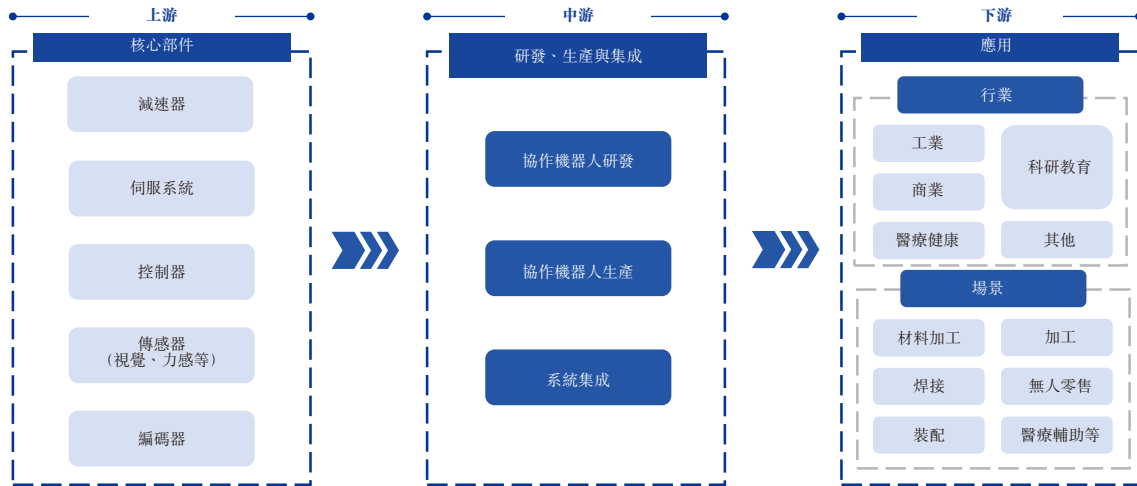 上游
核心部件
減速器
伺服系統
控制器
傳感器
(視覺、力感等)
編碼器
中游
研發、生產與集成
協作機器人研發
協作機器人生產
系統集成
下游
應用
行業
工業
科研教育
商業
醫療健康
其他
場景
材料加工
加工
焊接
無人零售
裝配
醫療輔助等